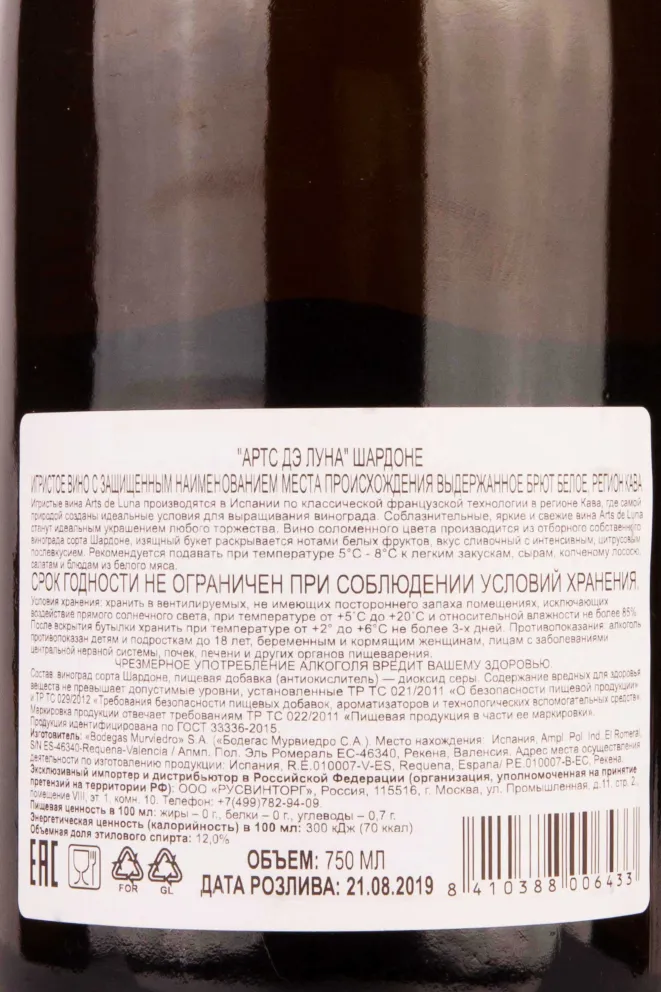 "АРТС ДЭ ЛУНА" ШАРДОНЕ
ИГРИСТОЕ ВИНО С ЗАЩИЩЕННЫМ НАИМЕНОВАНИЕМ МЕСТА ПРОИСХОЖДЕНИЯ ВЫДЕРЖАННОЕ БРЮТ БЕЛОЕ, РЕГИОН КАВА
Игристые вина Arts de Luna производятся в Испании по классической французской технологии в регионе Кава, где самой
природой созданы идеальные условия для выращивания винограда. Соблазнительные, яркие и свежие вина Arts de Luna
станут идеальным украшением любого торжества. Вино соломенного цвета производится из отборного собственного
винограда сорта Шардоне, изящный букет раскрывается нотами белых фруктов, вкус сливочный с интенсивным, цитрусовым
послевкусием. Рекомендуется подавать при температуре 5°C - 8°C к легким закускам, сырам, копченому лососю,
салатам и блюдам из белого мяса.
СРОК ГОДНОСТИ НЕ ОГРАНИЧЕН ПРИ СОБЛЮДЕНИИ УСЛОВИЙ ХРАНЕНИЯ.
Условия хранения: хранить в вентилируемых, не имеющих постороннего запаха помещениях, исключающих
воздействие прямого солнечного света, при температуре от +5°C до +20°C и относительной влажности не более 85%.
После вскрытия бутылки хранить при температуре от +2° до +6°C не более 3-х дней. Противопоказания: алкоголь
противопоказан детям и подросткам до 18 лет, беременным и кормящим женщинам, лицам с заболеваниями
центральной нервной системы, почек, печени и других органов пищеварения.
ЧРЕЗМЕРНОЕ УПОТРЕБЛЕНИЕ АЛКОГОЛЯ ВРЕДИТ ВАШЕМУ ЗДОРОВЬЮ.
Состав: виноград сорта Шардоне, пищевая добавка (антиокислитель) — диоксид серы. Содержание вредных для здоровья
веществ не превышает допустимые уровни, установленные ТР ТС 021/2011 «О безопасности пищевой продукции»
и ТР ТС 029/2012 «Требования безопасности пищевых добавок, ароматизаторов и технологических вспомогательных средств».
Маркировка продукции отвечает требованиям ТР ТС 022/2011 «Пищевая продукция в части ее маркировки».
Продукция идентифицирована по ГОСТ 33336-2015.
Изготовитель: «Bodegas Murviedro» S.A. («Бодегас Мурвиедро С.А.). Место нахождения: Испания, Ampl. Pol. Ind. El Romeral,
S/N ES-46340-Requena-Valencia / Ампл. Пол. Эль Ромераль ЕС-46340, Рекена, Валенсия. Адрес места осуществления
деятельности по изготовлению продукции: Испания, R.E.010007-V-ES, Requena, Espana/ P.E.010007-B-EC, Рекена.
Эксклюзивный импортер и дистрибьютор в Российской Федерации (организация, уполномоченная на принятие
претензий на территории РФ): ООО «РУСВИНТОРГ», Россия, 115516, г. Москва, ул. Промышленная, д.11, стр. 2,
помещение VIII, эт 1, комн. 10. Телефон: +7(499)782-94-09.
Пищевая ценность в 100 мл: жиры – 0 г., белки – 0 г., углеводы – 0,7 г.
Энергетическая ценность (калорийность) в 100 мл: 300 кДж (70 ккал)
Объемная доля этилового спирта: 12,0%
EAC
FOR
GL
ОБЪЕМ: 750 МЛ
ДАТА РОЗЛИВА: 21.08.2019
8 410388 006433